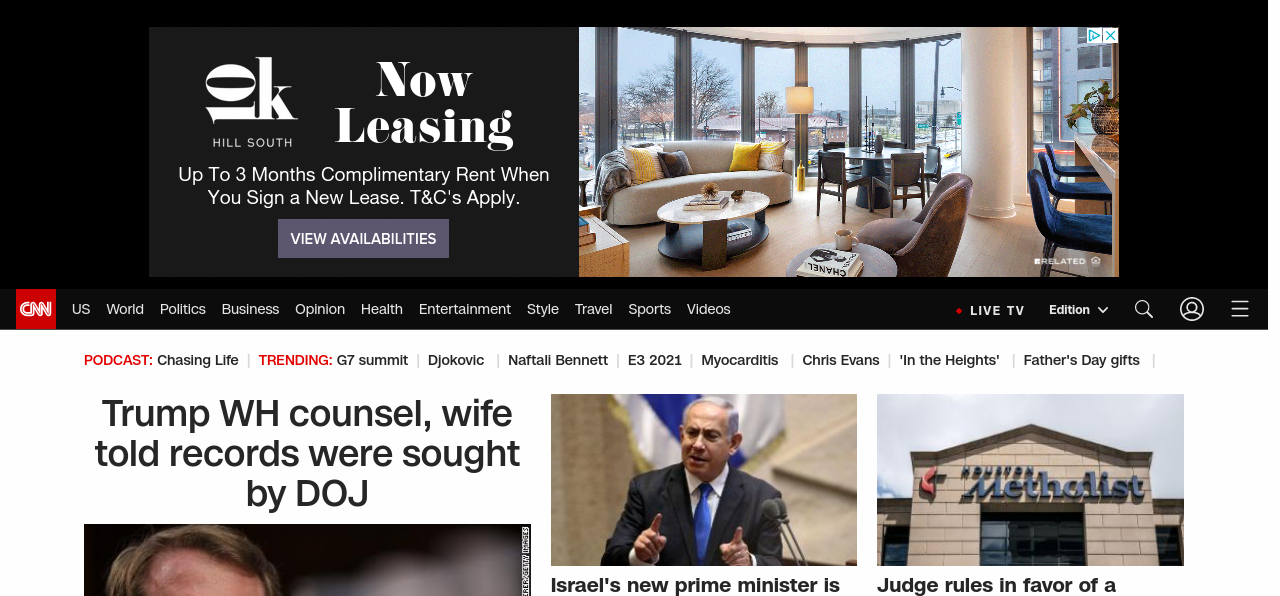 ok
HILL SOUTH
Now
Leasing
Up To 3 Months Complimentary Rent When
You Sign a New Lease. T&C's Apply.
VIEW AVAILABILITIES
CHANEL
RELATED
CNN US World Politics Business Opinion Health Entertainment Style Travel Sports Videos LIVE TV Edition
PODCAST: Chasing Life | TRENDING: G7 summit | Djokovic | Naftali Bennett | E3 2021 | Myocarditis | Chris Evans | 'In the Heights' | Father's Day gifts |
Trump WH counsel, wife
told records were sought
by DOJ
/GETTY IMAGES
HOUSTON
Methodist
Israel's new prime minister is
Judge rules in favor of a